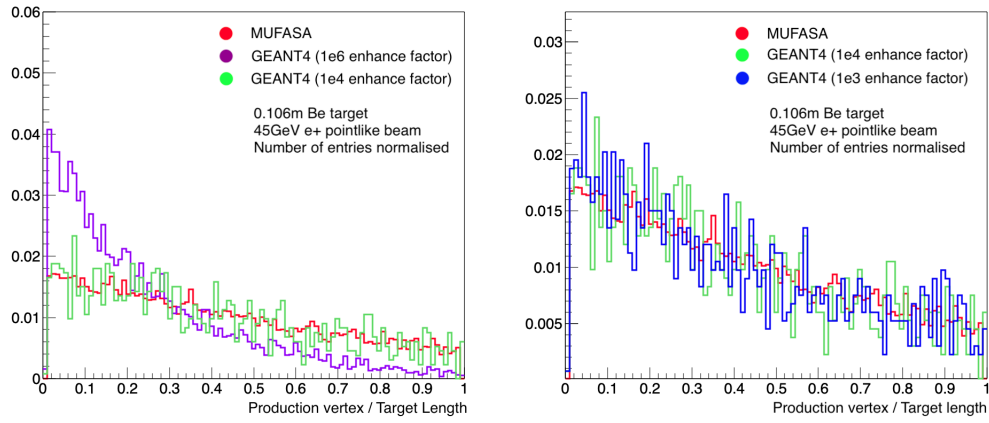 0.06
0.05
0.04
0.03
0.02
0.01
0
MUFASA
GEANT4 (1e6 enhance factor)
GEANT4 (1e4 enhance factor)
0.106m Be target
45GeV e+ pointlike beam
Number of entries normalised
0 0.1 0.2 0.3 0.4 0.5 0.6 0.7 0.8 0.9 1
Production vertex / Target Length
0.03
0.025
0.02
0.015
0.01
0.005
MUFASA
GEANT4 (1e4 enhance factor)
GEANT4 (1e3 enhance factor)
0.106m Be target
45GeV e+ pointlike beam
Number of entries normalised
0 0.1 0.2 0.3 0.4 0.5 0.6 0.7 0.8 0.9 1
Production vertex / Target length